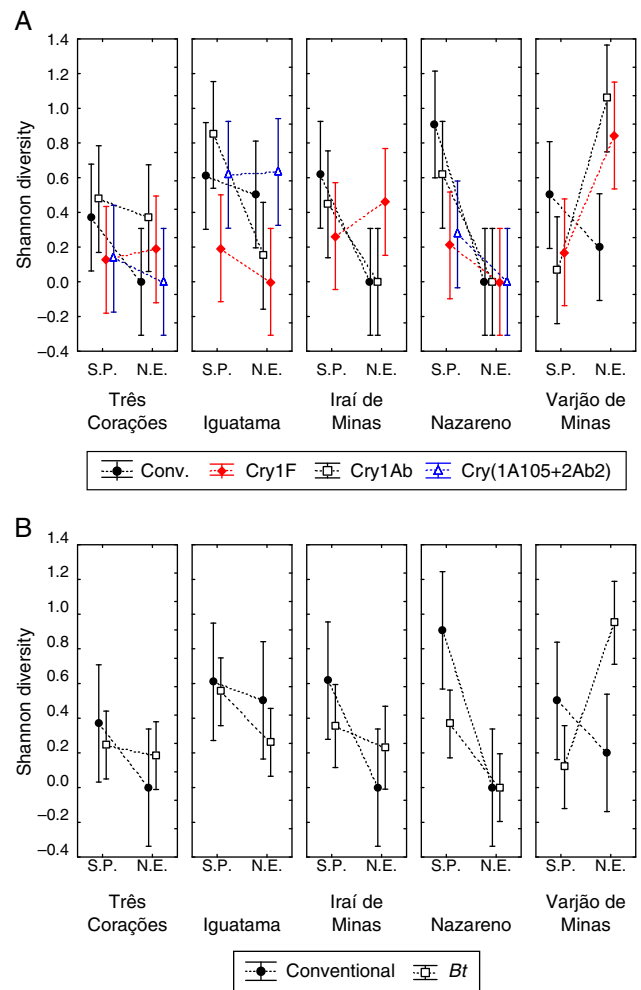 A
Shannon diversity
1.4
1.2
1.0
0.8
0.6
0.4
0.2
0.0
–0.2
–0.4
S.P. N.E. S.P. N.E. S.P. N.E. S.P. N.E. S.P. N.E.
Três Corações
Iguatama
Iraí de Minas
Nazareno
Varjão de Minas
Conv. Cry1F Cry1Ab Cry(1A105+2Ab2)
B
Shannon diversity
1.4
1.2
1.0
0.8
0.6
0.4
0.2
0.0
–0.2
–0.4
S.P. N.E. S.P. N.E. S.P. N.E. S.P. N.E. S.P. N.E.
Três Corações
Iguatama
Iraí de Minas
Nazareno
Varjão de Minas
Conventional Bt